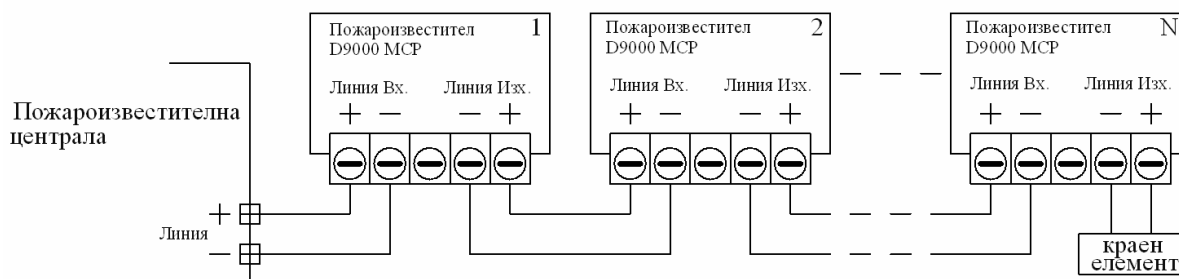 Пожароизвестителна
централа
+
Линия
−
Пожароизвестител
D9000 MCP
1
Линия Вх.
Линия Изх.
+ −
− +
Пожароизвестител
D9000 MCP
2
Линия Вх.
Линия Изх.
+ −
− +
Пожароизвестител
D9000 MCP
N
Линия Вх.
Линия Изх.
+ −
− +
краен
елемент